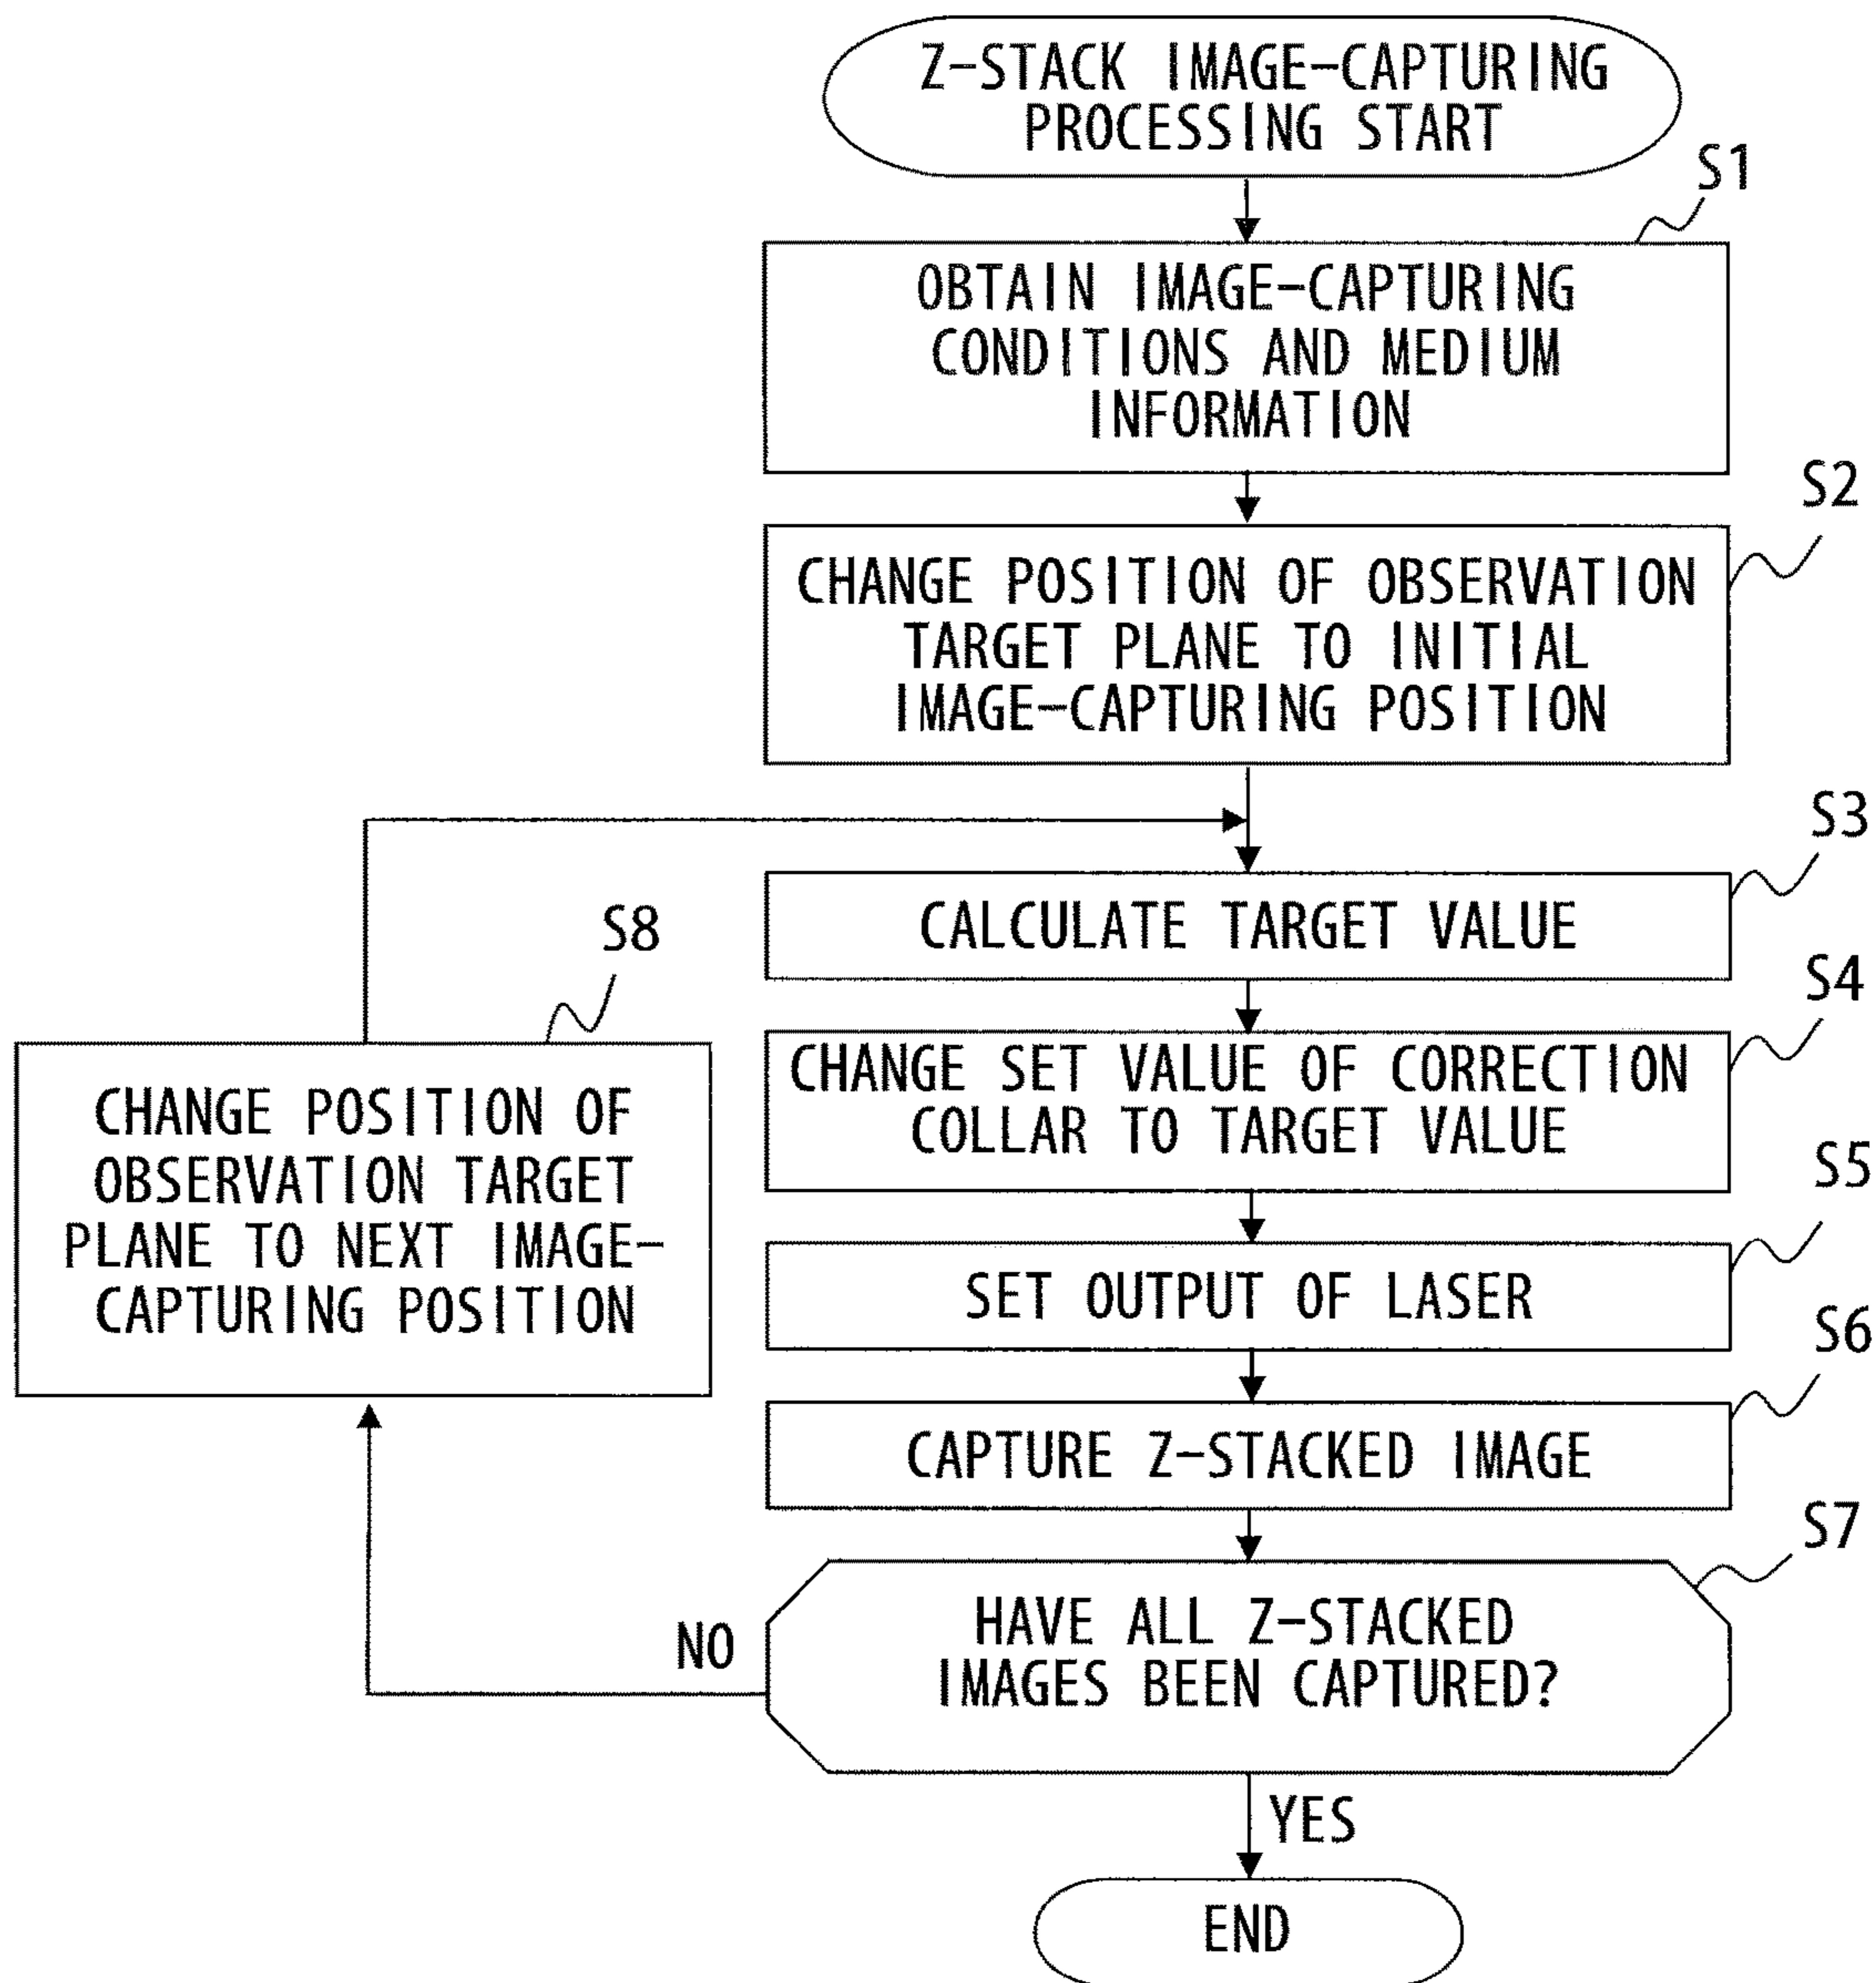 Z-STACK IMAGE-CAPTURING
PROCESSING START
S1
OBTAIN IMAGE-CAPTURING
CONDITIONS AND MEDIUM
INFORMATION
S2
CHANGE POSITION OF OBSERVATION
TARGET PLANE TO INITIAL
IMAGE-CAPTURING POSITION
S3
CALCULATE TARGET VALUE
S4
CHANGE SET VALUE OF CORRECTION
COLLAR TO TARGET VALUE
S5
SET OUTPUT OF LASER
S6
CAPTURE Z-STACKED IMAGE
S7
HAVE ALL Z-STACKED
IMAGES BEEN CAPTURED?
NO
S8
CHANGE POSITION OF
OBSERVATION TARGET
PLANE TO NEXT IMAGE-
CAPTURING POSITION
YES
END